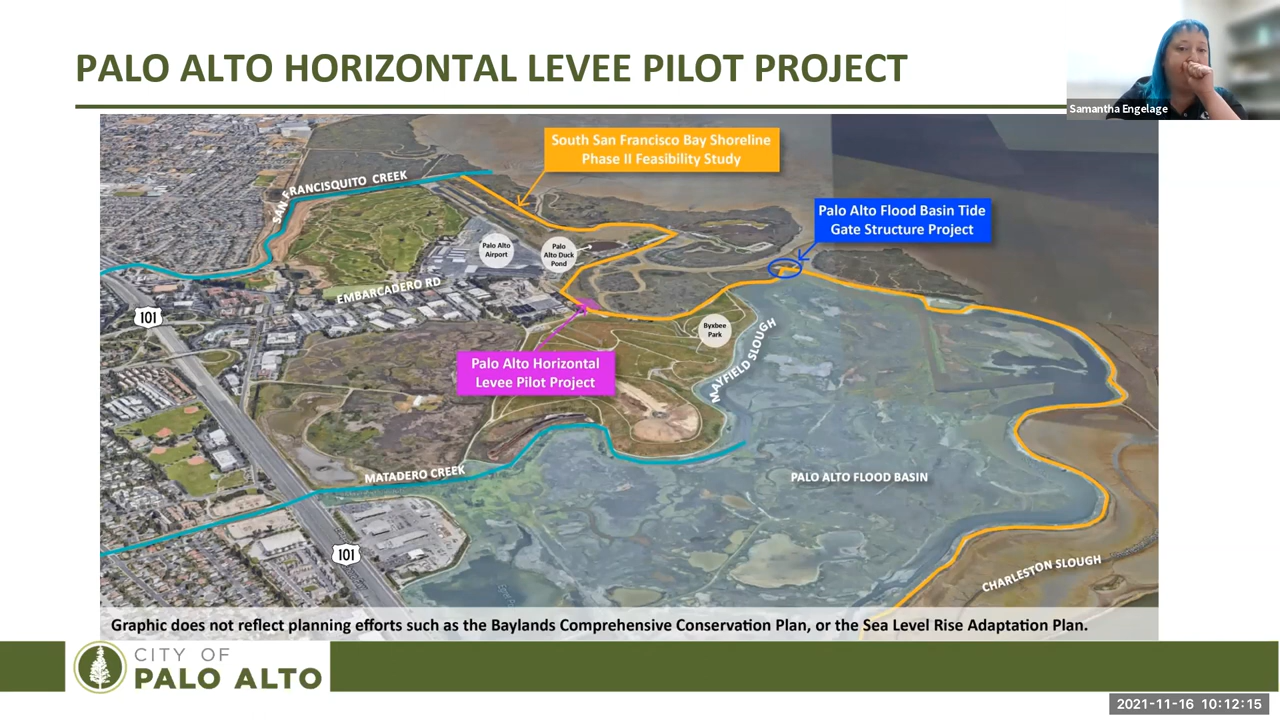 PALO ALTO HORIZONTAL LEVEE PILOT PROJECT
Samantha Engelage
South San Francisco Bay Shoreline
Phase II Feasibility Study
SAN FRANCISQUITO CREEK
Palo Alto Flood Basin Tide
Gate Structure Project
Palo Alto
Airport
Palo
Alto Duck
Pond
EMBARCADERO RD
101
Byxbee
Park
MAYFIELD SLOUGH
Palo Alto Horizontal
Levee Pilot Project
MATADERO CREEK
PALO ALTO FLOOD BASIN
101
CHARLESTON SLOUGH
Graphic does not reflect planning efforts such as the Baylands Comprehensive Conservation Plan, or the Sea Level Rise Adaptation Plan.
CITY OF
PALO ALTO
2021-11-16 10:12:15